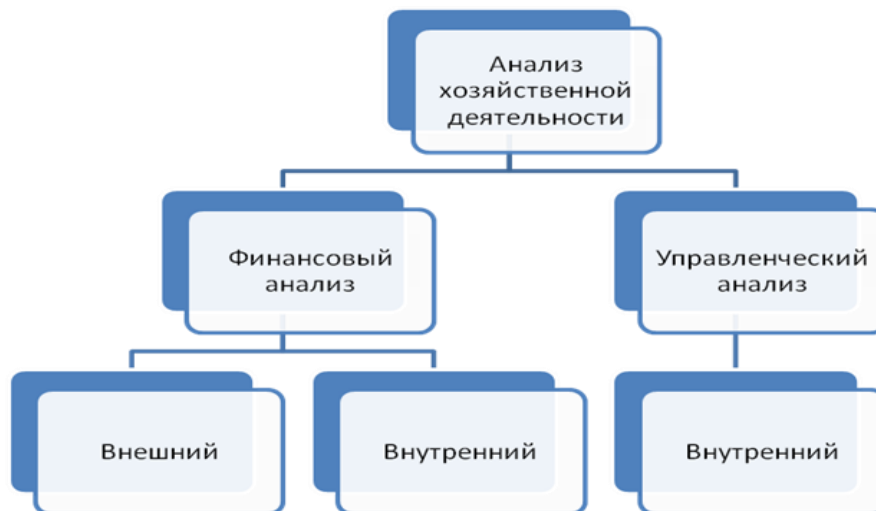 Анализ
хозяйственной
деятельности
Финансовый
анализ
Управленческий
анализ
Внешний
Внутренний
Внутренний